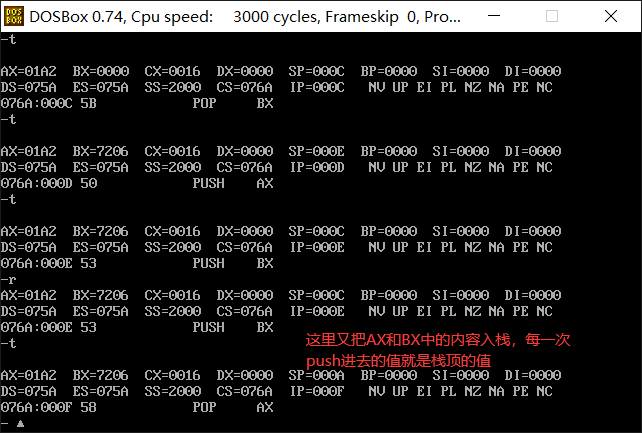 DOSBox 0.74, Cpu speed: 3000 cycles, Frameskip 0, Pro...
-t
AX=01A2 BX=0000 CX=0016 DX=0000 SP=000C BP=0000 SI=0000 DI=0000
DS=075A ES=075A SS=2000 CS=076A IP=000C NV UP EI PL NZ NA PE NC
076A:000C 5B POP BX
-t
AX=01A2 BX=7206 CX=0016 DX=0000 SP=000E BP=0000 SI=0000 DI=0000
DS=075A ES=075A SS=2000 CS=076A IP=000D NV UP EI PL NZ NA PE NC
076A:000D 50 PUSH AX
-t
AX=01A2 BX=7206 CX=0016 DX=0000 SP=000C BP=0000 SI=0000 DI=0000
DS=075A ES=075A SS=2000 CS=076A IP=000E NV UP EI PL NZ NA PE NC
076A:000E 53 PUSH BX
-r
AX=01A2 BX=7206 CX=0016 DX=0000 SP=000C BP=0000 SI=0000 DI=0000
DS=075A ES=075A SS=2000 CS=076A IP=000E NV UP EI PL NZ NA PE NC
076A:000E 53 PUSH BX
-t
这里又把AX和BX中的内容入栈，每一次
push进去的值就是栈顶的值
AX=01A2 BX=7206 CX=0016 DX=0000 SP=000A BP=0000 SI=0000 DI=0000
DS=075A ES=075A SS=2000 CS=076A IP=000F NV UP EI PL NZ NA PE NC
076A:000F 58 POP AX
-